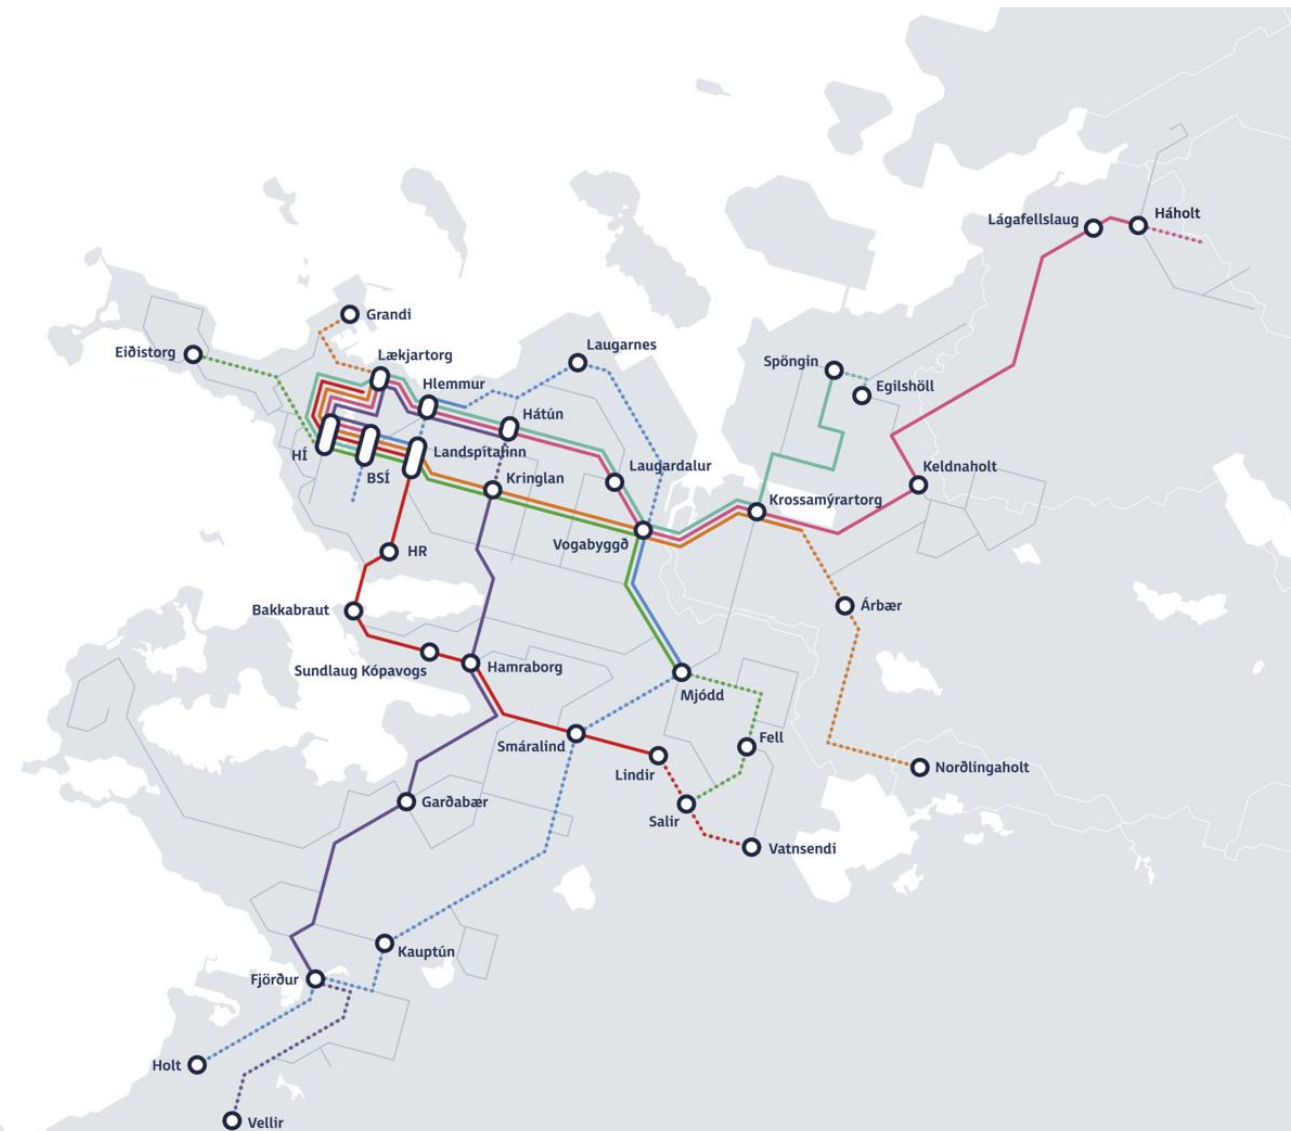 Háholt
Lágafellslaug
Grandi
Eiðistorg
Lækjartorg
Laugarnes
Spöngin
Hlemmur
Egilshöll
Hátún
HÍ
Landspítalinn
BSÍ
Laugardalur
Keldnaholt
Kringlan
Krossamýrartorg
Vogabyggð
HR
Árbær
Bakkabraut
Sundlaug Kópavogs
Hamraborg
Mjódd
Smáralind
Fell
Norðlingaholt
Lindir
Garðabær
Salir
Vatnsendi
Kauptún
Fjörður
Holt
Vellir